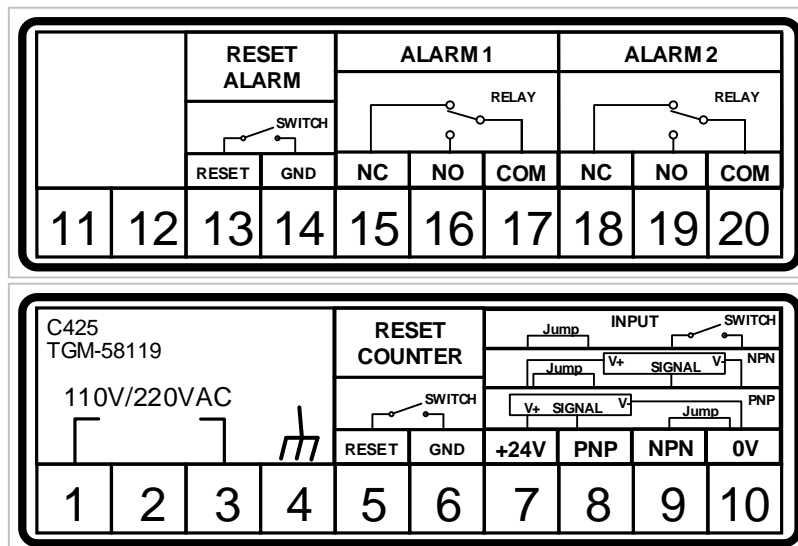 RESET
ALARM
ALARM 1
ALARM 2
SWITCH
RELAY
RELAY
RESET GND NC NO COM NC NO COM
11 12 13 14 15 16 17 18 19 20
C425
TGM-58119
110V/220VAC
RESET
COUNTER
SWITCH
Jump INPUT SWITCH
V+ SIGNAL V- NPN
Jump
V+ SIGNAL V- PNP
Jump
RESET GND +24V PNP NPN 0V
1 2 3 4 5 6 7 8 9 10